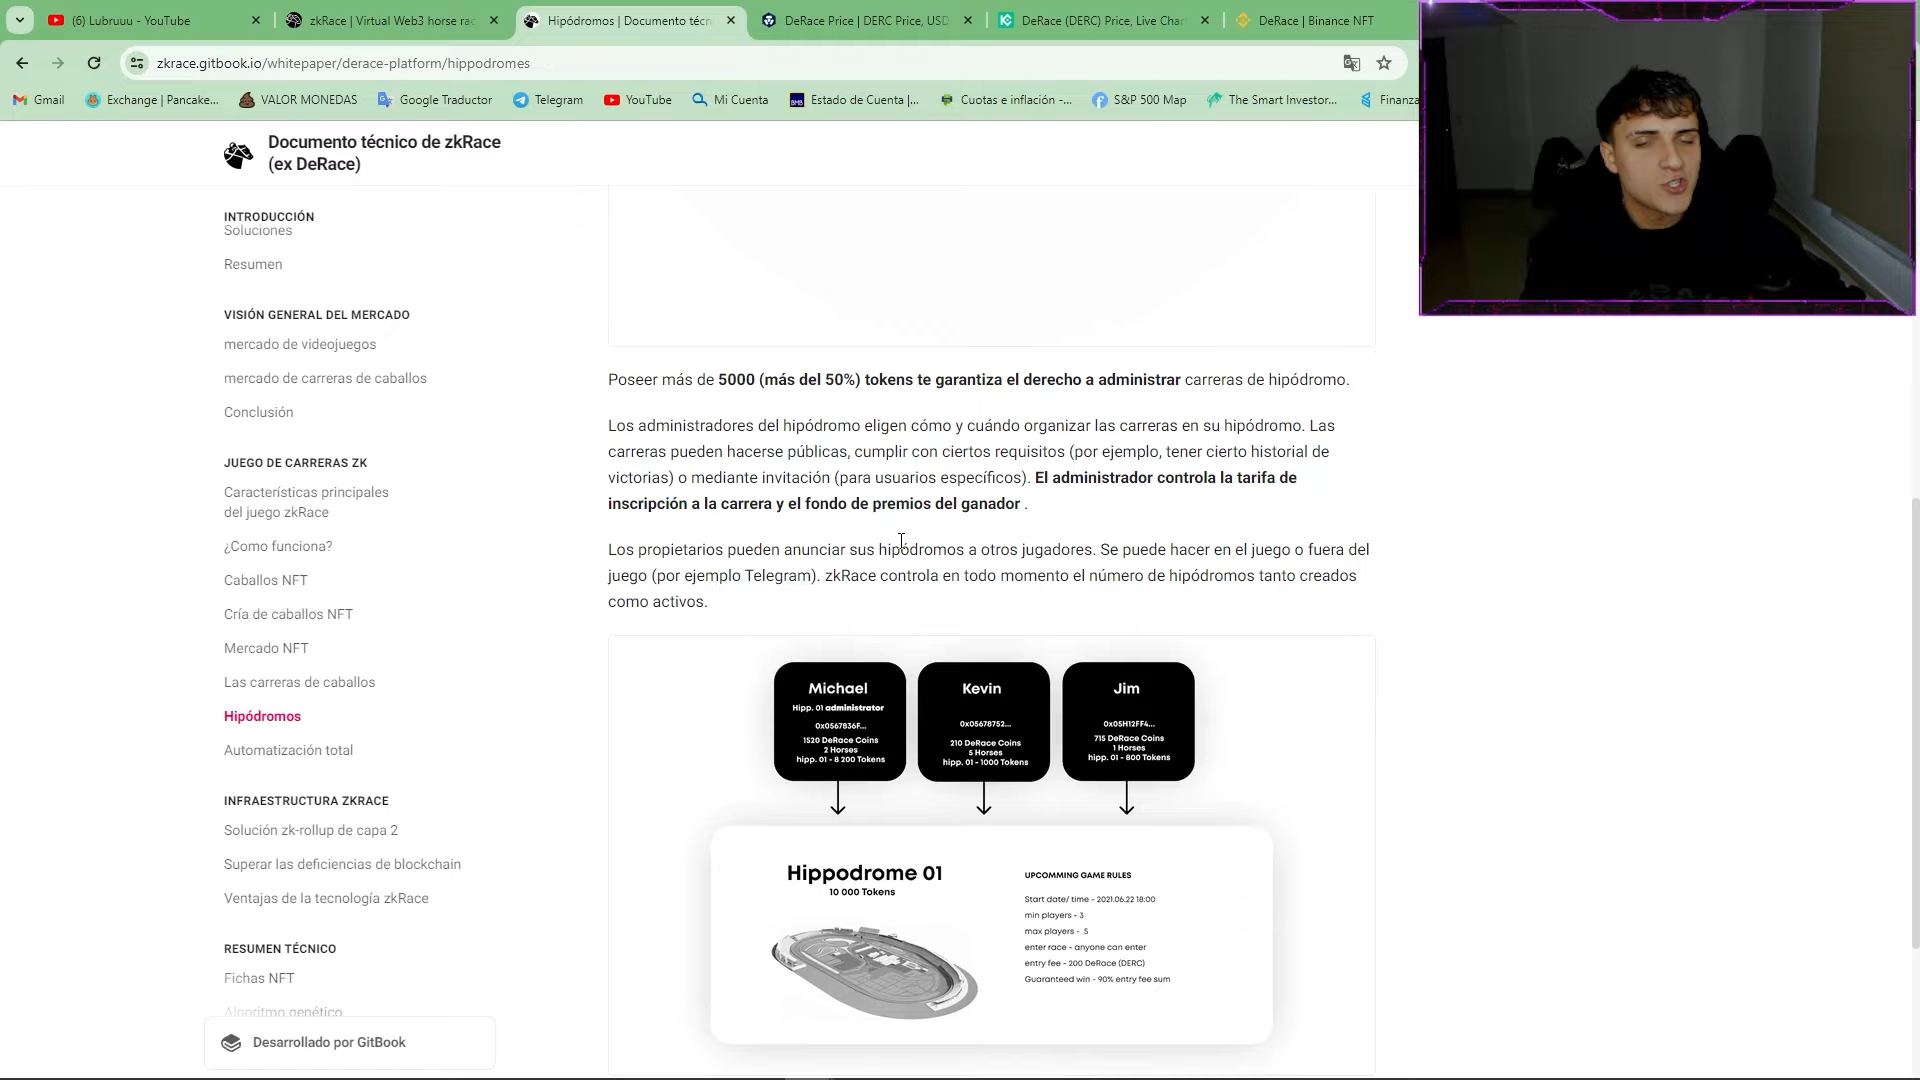 (6) Lubruuu - YouTube
zkRace | Virtual Web3 horse rac
Hipódromos | Documento técn
DeRace Price | DERC Price, USD
DeRace (DERC) Price, Live Char
DeRace | Binance NFT
zkrace.gitbook.io/whitepaper/derace-platform/hippodromes
Gmail
Exchange | Pancake...
VALOR MONEDAS
Google Traductor
Telegram
YouTube
Mi Cuenta
Estado de Cuenta |...
Cuotas e inflación -...
S&P 500 Map
The Smart Investor...
Finanza
Documento técnico de zkRace
(ex DeRace)
INTRODUCCIÓN
Soluciones
Resumen
VISIÓN GENERAL DEL MERCADO
mercado de videojuegos
mercado de carreras de caballos
Conclusión
JUEGO DE CARRERAS ZK
Características principales
del juego zkRace
¿Como funciona?
Caballos NFT
Cría de caballos NFT
Mercado NFT
Las carreras de caballos
Hipódromos
Automatización total
INFRAESTRUCTURA ZKRACE
Solución zk-rollup de capa 2
Superar las deficiencias de blockchain
Ventajas de la tecnología zkRace
RESUMEN TÉCNICO
Fichas NFT
Algoritmo genético
Desarrollado por GitBook
Poseer más de 5000 (más del 50%) tokens te garantiza el derecho a administrar carreras de hipódromo.
Los administradores del hipódromo eligen cómo y cuándo organizar las carreras en su hipódromo. Las
carreras pueden hacerse públicas, cumplir con ciertos requisitos (por ejemplo, tener cierto historial de
victorias) o mediante invitación (para usuarios específicos). El administrador controla la tarifa de
inscripción a la carrera y el fondo de premios del ganador .
Los propietarios pueden anunciar sus hipódromos a otros jugadores. Se puede hacer en el juego o fuera del
juego (por ejemplo Telegram). zkRace controla en todo momento el número de hipódromos tanto creados
como activos.
Michael
Hipp. 01 administrator
0x0567836F...
1520 DeRace Coins
2 Horses
hipp. 01 - 8 200 Tokens
Kevin
0x05678752...
210 DeRace Coins
5 Horses
hipp. 01 - 1000 Tokens
Jim
0x05H12FF4...
715 DeRace Coins
1 Horses
hipp. 01 - 800 Tokens
Hippodrome 01
10 000 Tokens
UPCOMMING GAME RULES
Start date/ time - 2021.06.22 18:00
min players - 3
max players - 5
enter race - anyone can enter
entry fee - 200 DeRace (DERC)
Guaranteed win - 90% entry fee sum